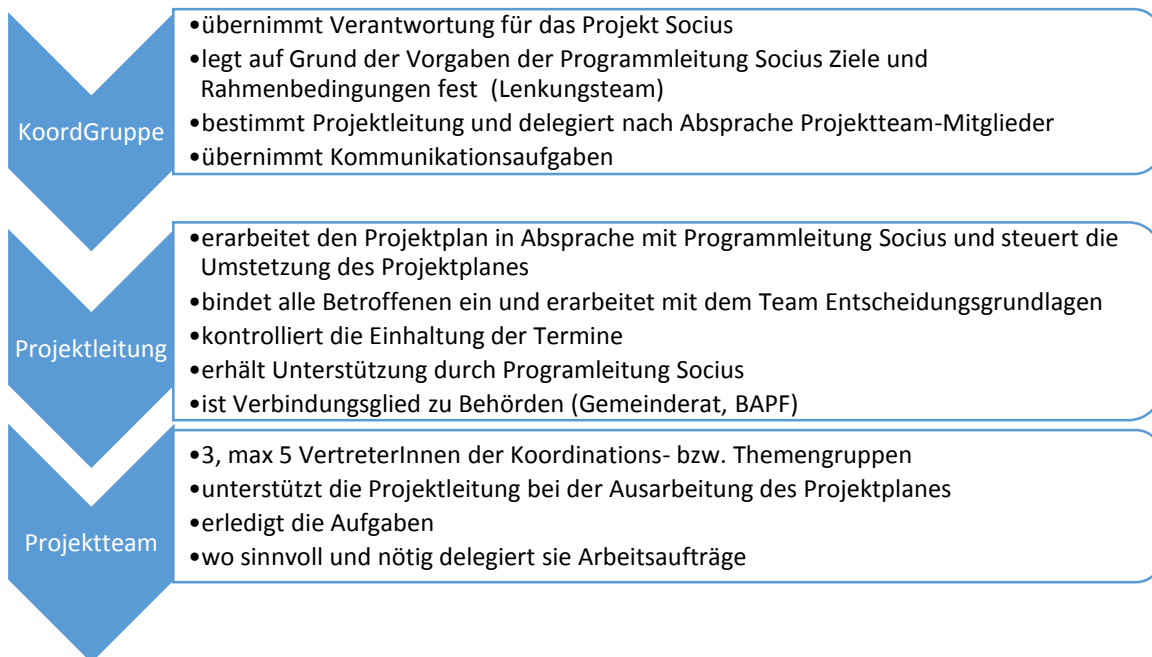 KoordGruppe
•übernimmt Verantwortung für das Projekt Socius
•legt auf Grund der Vorgaben der Programmleitung Socius Ziele und
Rahmenbedingungen fest  (Lenkungsteam)
•bestimmt Projektleitung und delegiert nach Absprache Projektteam-Mitglieder
•übernimmt Kommunikationsaufgaben
Projektleitung
•erarbeitet den Projektplan in Absprache mit Programmleitung Socius und steuert die
Umstetzung des Projektplanes
•bindet alle Betroffenen ein und erarbeitet mit dem Team Entscheidungsgrundlagen
•kontrolliert die Einhaltung der Termine
•erhält Unterstützung durch Programleitung Socius
•ist Verbindungsglied zu Behörden (Gemeinderat, BAPF)
Projektteam
•3, max 5 VertreterInnen der Koordinations- bzw. Themengruppen
•unterstützt die Projektleitung bei der Ausarbeitung des Projektplanes
•erledigt die Aufgaben
•wo sinnvoll und nötig delegiert sie Arbeitsaufträge